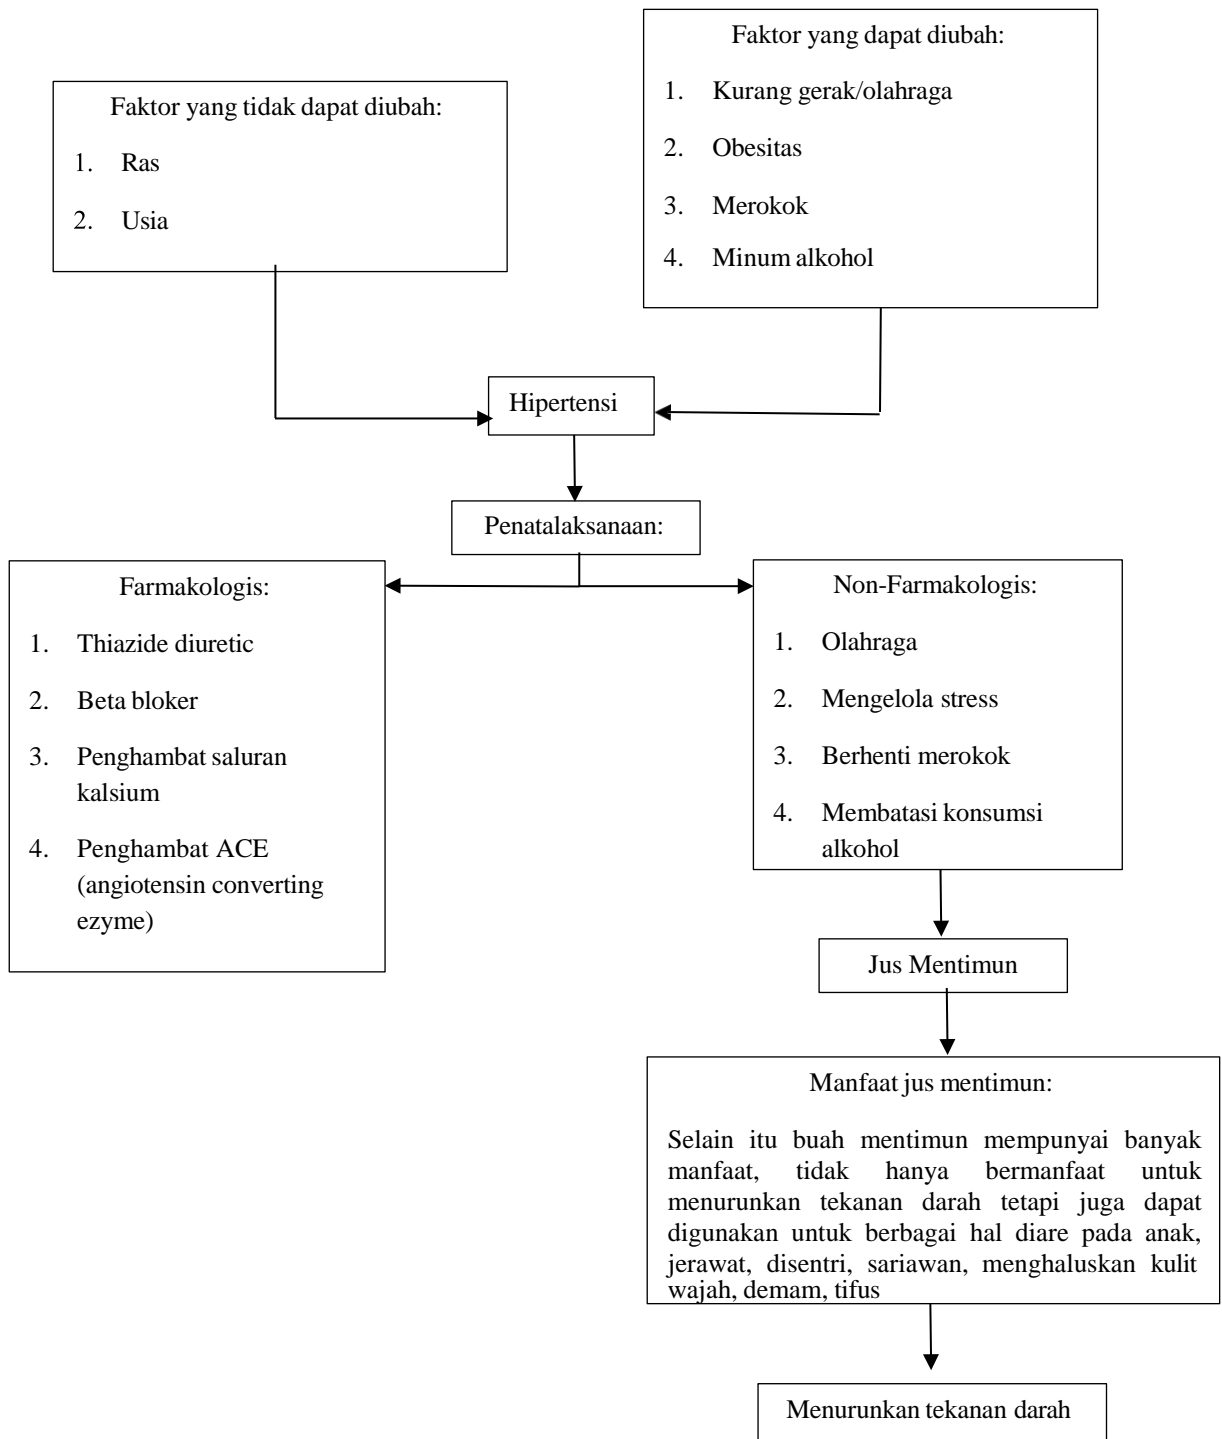 Faktor yang tidak dapat diubah:
1. Ras
2. Usia
Faktor yang dapat diubah:
1. Kurang gerak/olahraga
2. Obesitas
3. Merokok
4. Minum alkohol
Hipertensi
Penatalaksanaan:
Farmakologis:
1. Thiazide diuretic
2. Beta bloker
3. Penghambat saluran
kalsium
4. Penghambat ACE
(angiotensin converting
ezyme)
Non-Farmakologis:
1. Olahraga
2. Mengelola stress
3. Berhenti merokok
4. Membatasi konsumsi
alkohol
Jus Mentimun
Manfaat jus mentimun:
Selain itu buah mentimun mempunyai banyak
manfaat, tidak hanya bermanfaat untuk
menurunkan tekanan darah tetapi juga dapat
digunakan untuk berbagai hal diare pada anak,
jerawat, disentri, sariawan, menghaluskan kulit
wajah, demam, tifus
Menurunkan tekanan darah